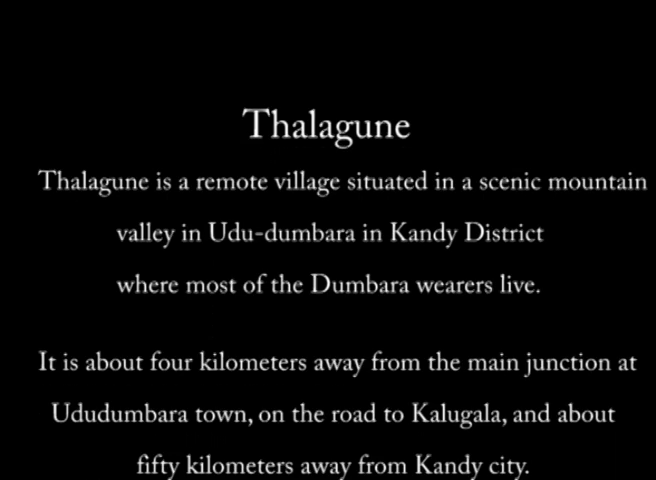 Thalagune
Thalagune is a remote village situated in a scenic mountain
valley in Udu-dumbara in Kandy District
where most of the Dumbara wearers live.
It is about four kilometers away from the main junction at
Ududumbara town, on the road to Kalugala, and about
fifty kilometers away from Kandy city.